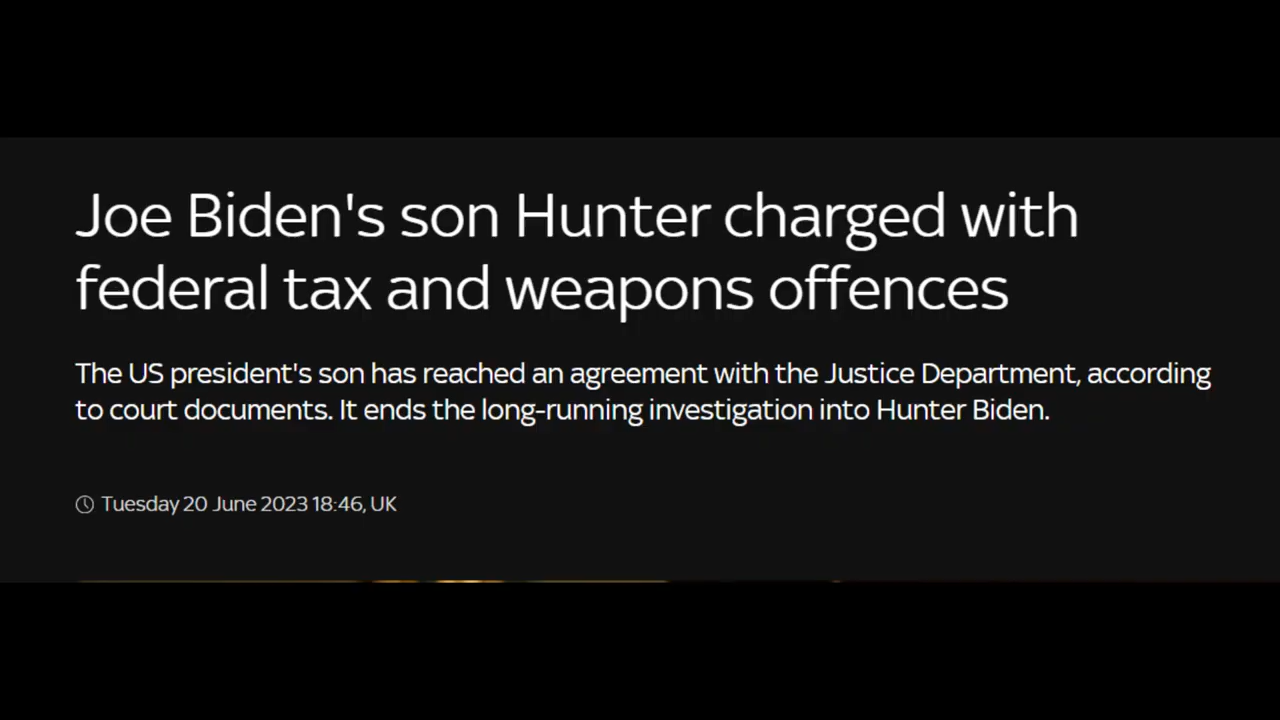 Joe Biden's son Hunter charged with
federal tax and weapons offences
The US president's son has reached an agreement with the Justice Department, according
to court documents. It ends the long-running investigation into Hunter Biden.
Tuesday 20 June 2023 18:46, UK